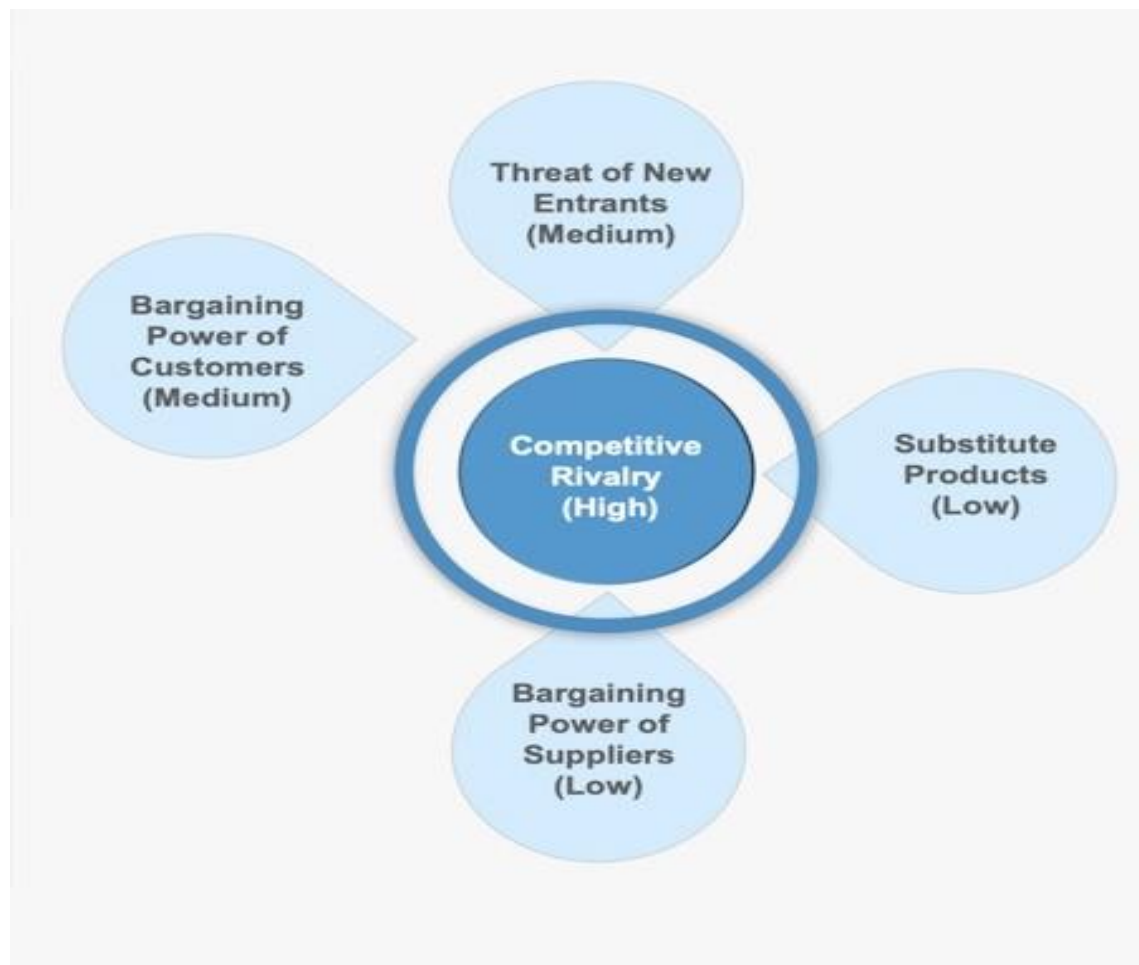 Threat of New
Entrants
(Medium)
Bargaining
Power of
Customers
(Medium)
Competitive
Rivalry
(High)
Substitute
Products
(Low)
Bargaining
Power of
Suppliers
(Low)